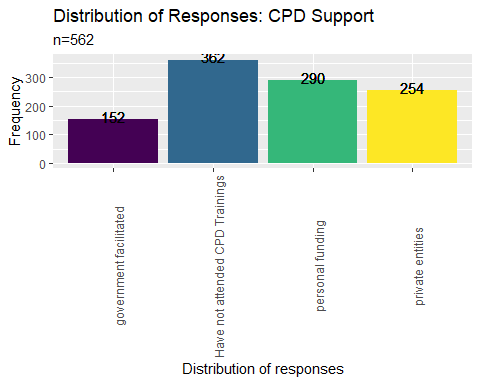 Distribution of Responses: CPD Support
n=562
Frequency
300
200
100
0
152
362
290
254
government facilitated
Have not attended CPD Trainings
personal funding
private entities
Distribution of responses